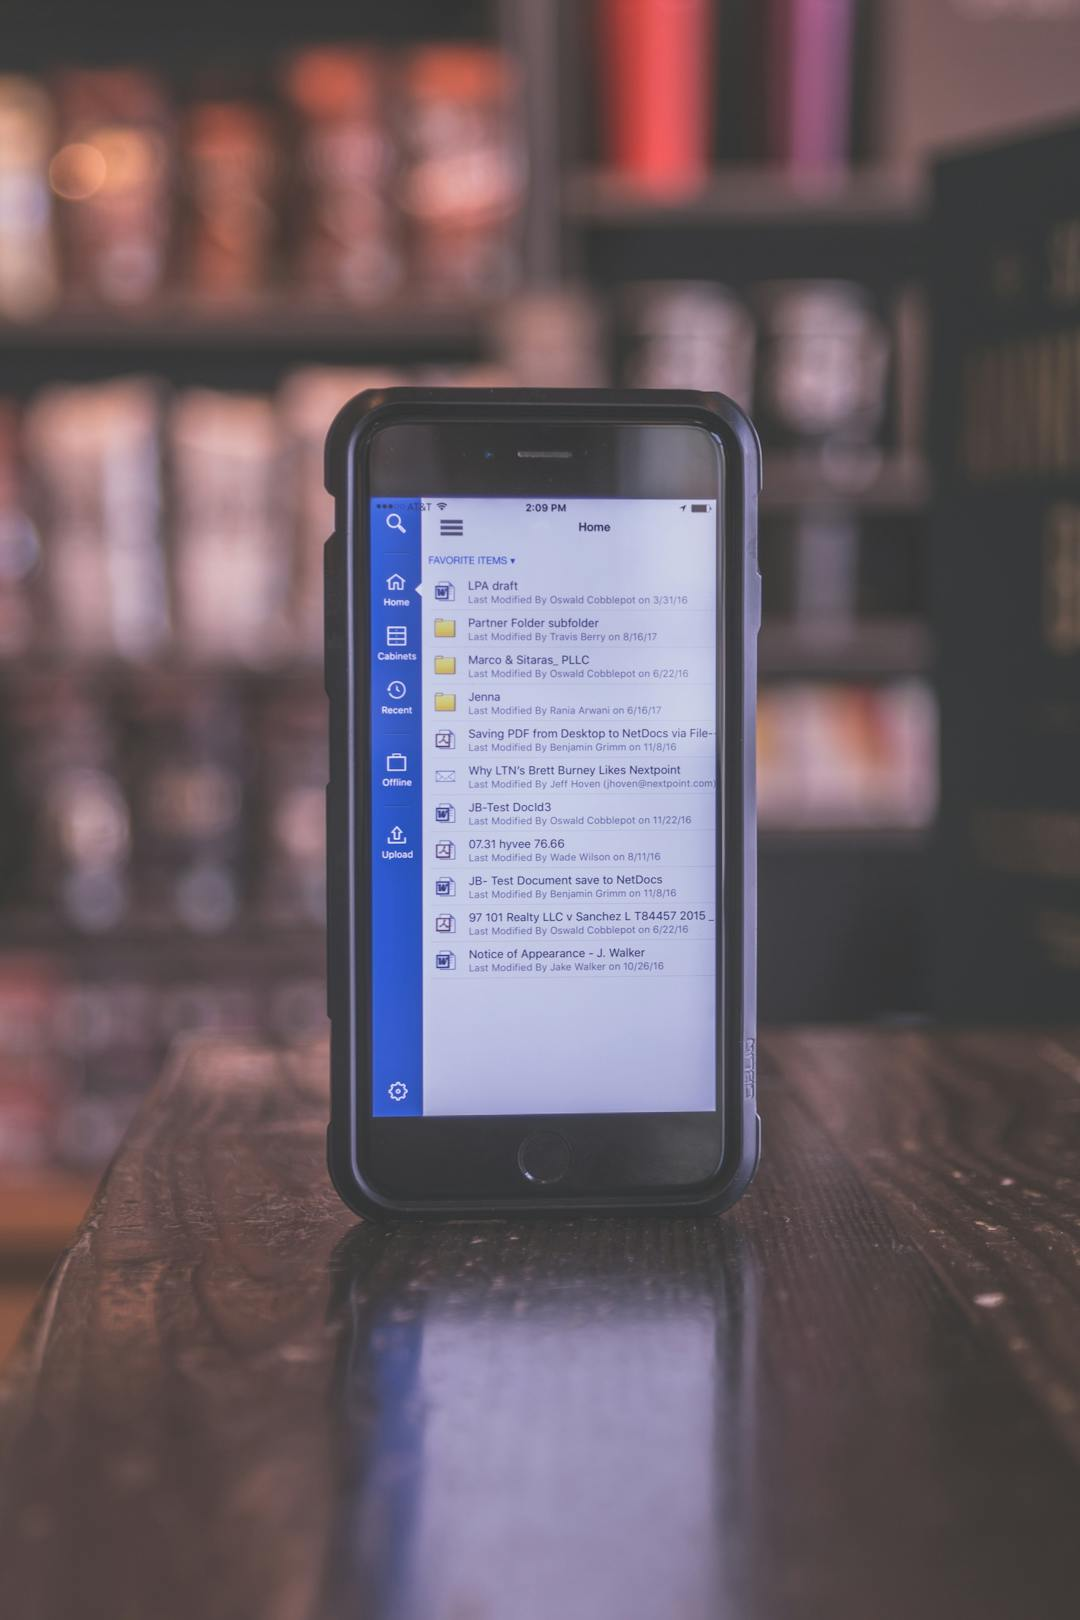 AT&T
2:09 PM
Home
FAVORITE ITEMS ▾
Home
Cabinets
Recent
Offline
Upload
LPA draft
Last Modified By Oswald Cobblepot on 3/31/16
Partner Folder subfolder
Last Modified By Travis Berry on 8/16/17
Marco & Sitaras_ PLLC
Last Modified By Oswald Cobblepot on 6/22/16
Jenna
Last Modified By Rania Arwani on 6/16/17
Saving PDF from Desktop to NetDocs via File-
Last Modified By Benjamin Grimm on 11/8/16
Why LTN's Brett Burney Likes Nextpoint
Last Modified By Jeff Hoven (jhoven@nextpoint.com)
JB-Test DocId3
Last Modified By Oswald Cobblepot on 11/22/16
07.31 hyvee 76.66
Last Modified By Wade Wilson on 8/11/16
JB- Test Document save to NetDocs
Last Modified By Benjamin Grimm on 11/8/16
97 101 Realty LLC v Sanchez L T84457 2015 _
Last Modified By Oswald Cobblepot on 6/22/16
Notice of Appearance - J. Walker
Last Modified By Jake Walker on 10/26/16